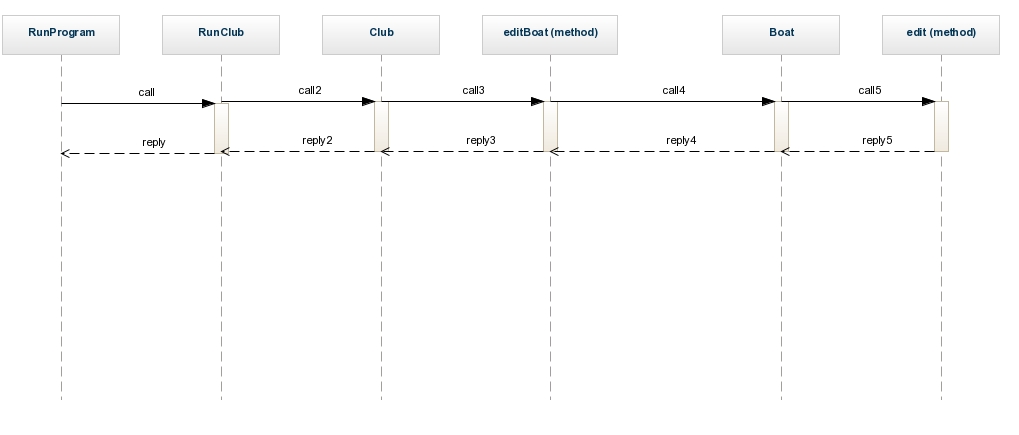 RunProgram
RunClub
Club
editBoat (method)
Boat
edit (method)
call
call2
call3
call4
call5
reply
reply2
reply3
reply4
reply5